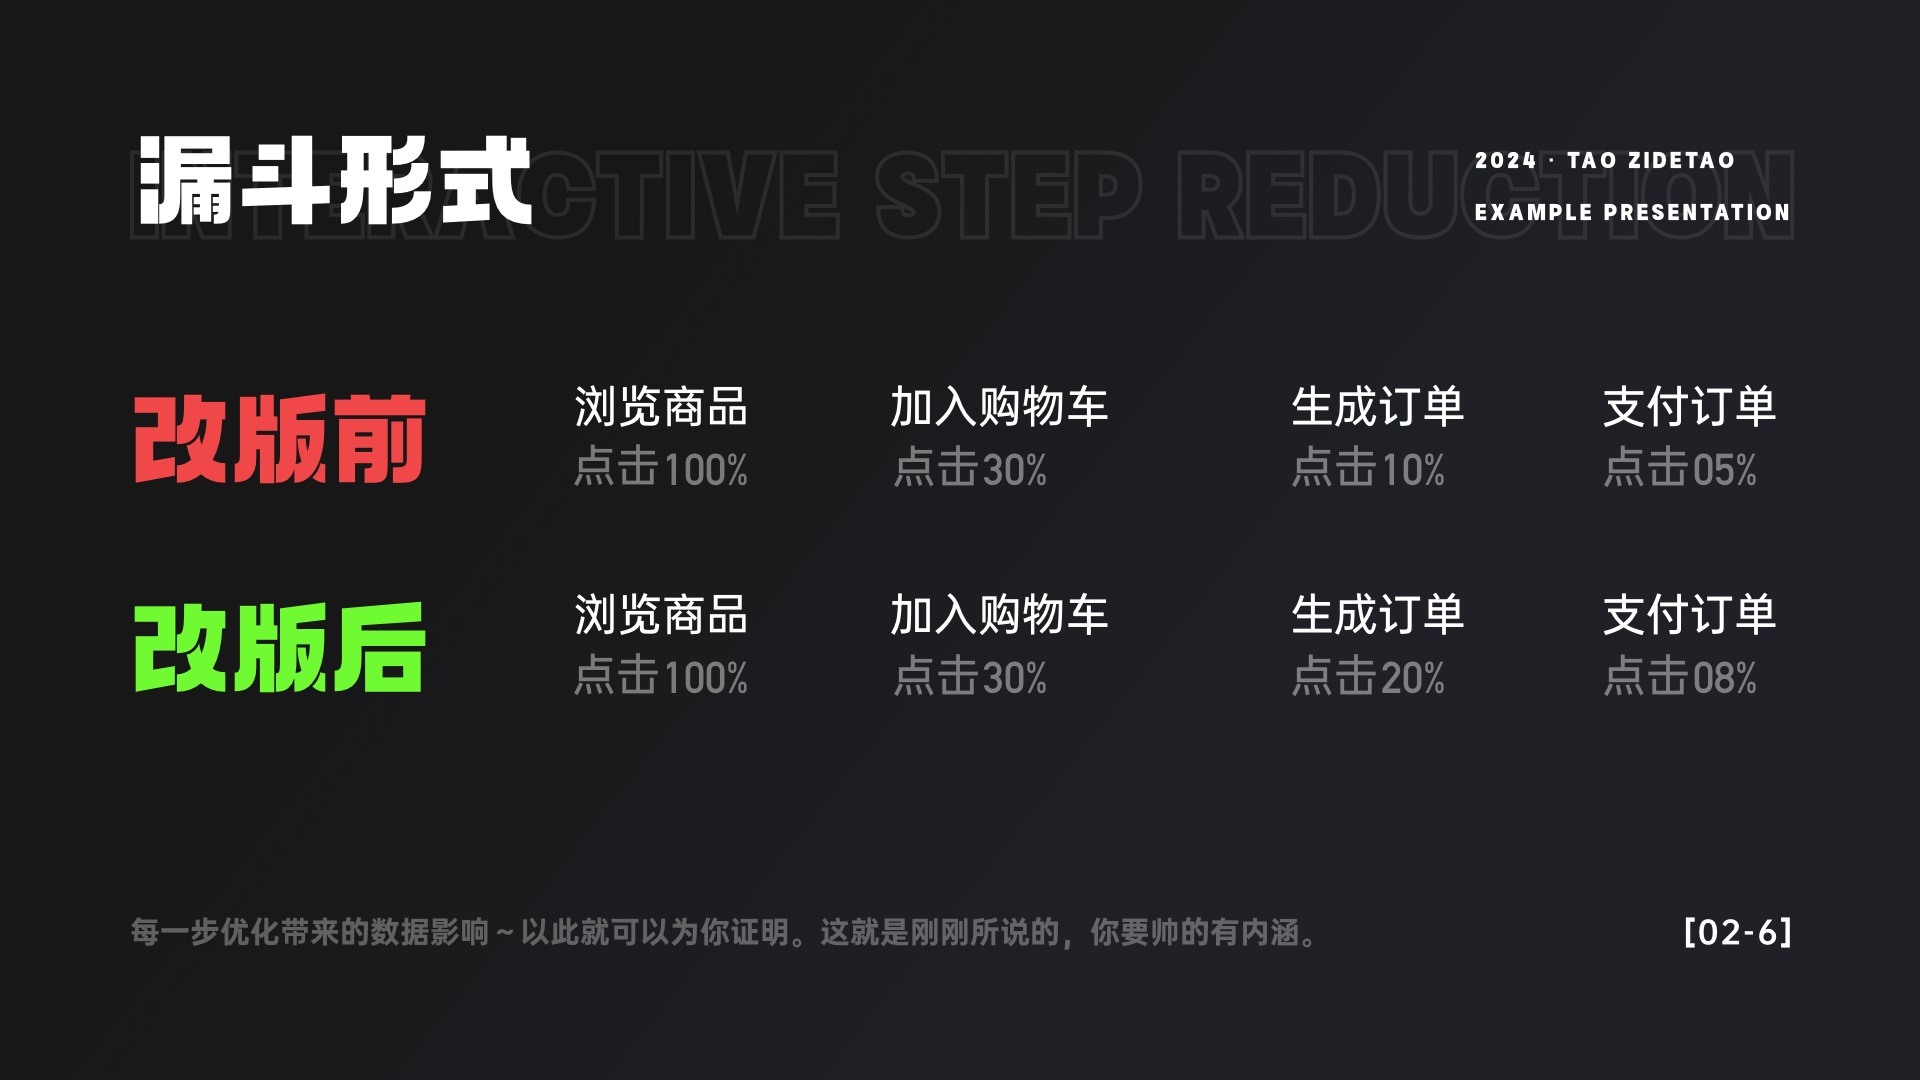 漏斗形式
INTERACTIVE STEP REDUCTION
2024 · TAO ZIDETAO
EXAMPLE PRESENTATION
改版前
浏览商品 加入购物车 生成订单 支付订单
点击100% 点击30% 点击10% 点击05%
改版后
浏览商品 加入购物车 生成订单 支付订单
点击100% 点击30% 点击20% 点击08%
每一步优化带来的数据影响～以此就可以为你证明。这就是刚刚所说的，你要帅的有内涵。
[02-6]